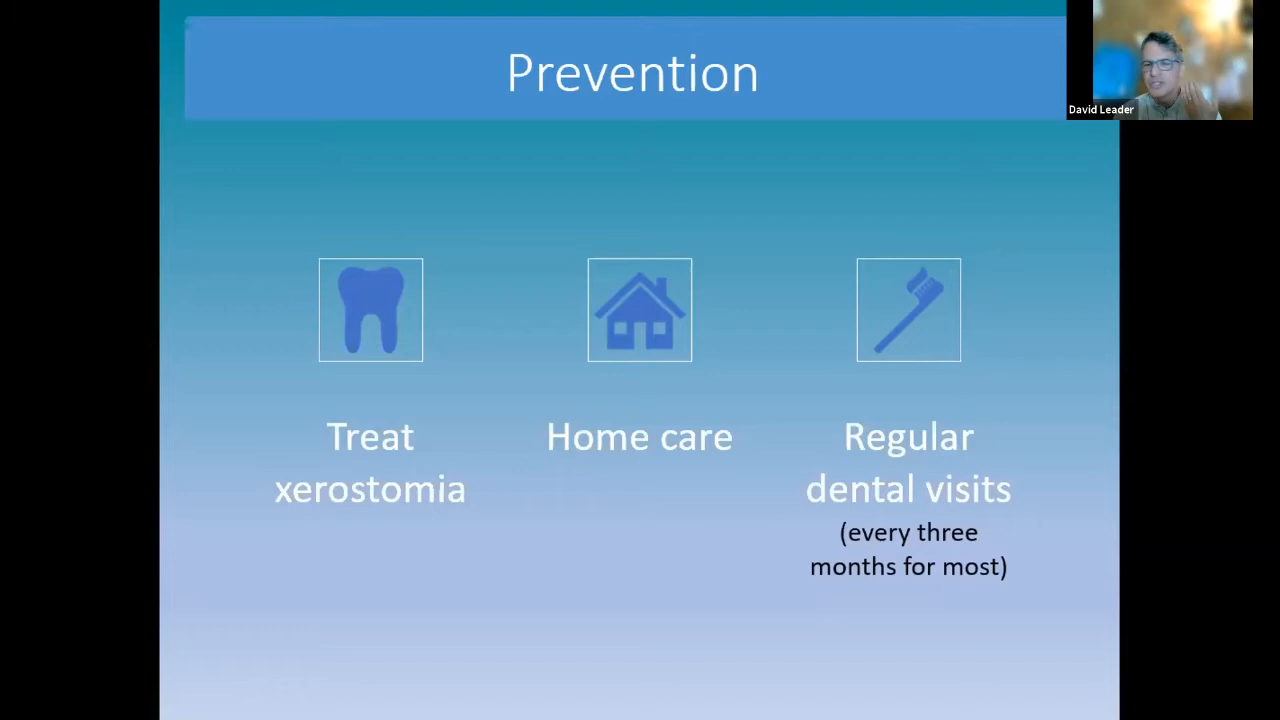 Prevention
David Leader
Treat
xerostomia
Home care
Regular
dental visits
(every three
months for most)